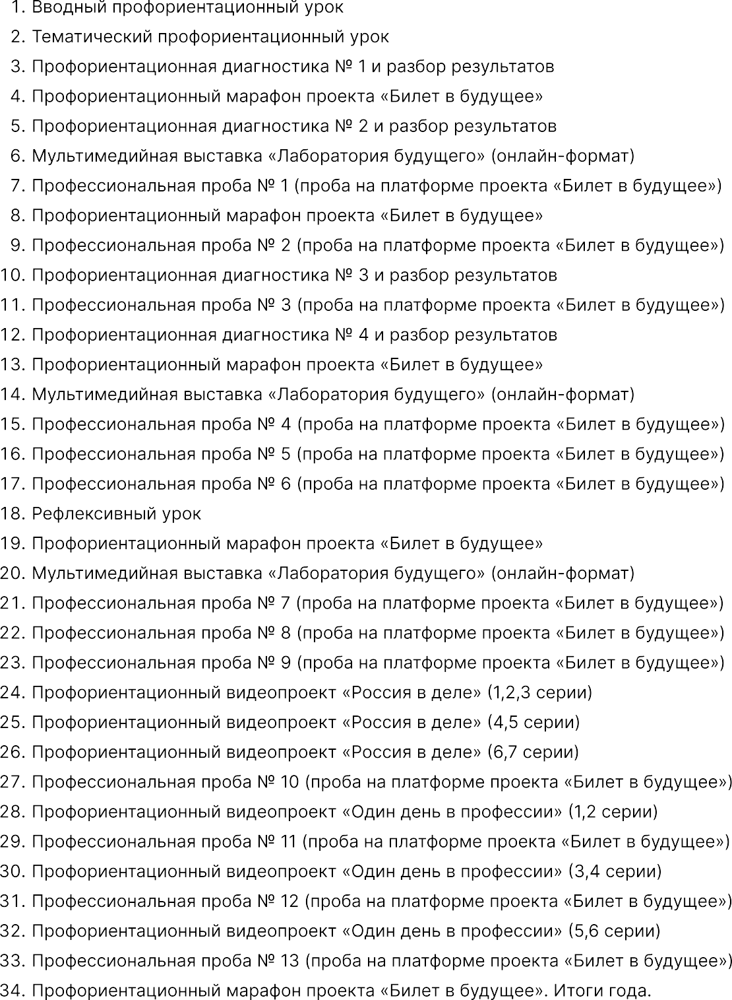 1. Вводный профориентационный урок
2. Тематический профориентационный урок
3. Профориентационная диагностика № 1 и разбор результатов
4. Профориентационный марафон проекта «Билет в будущее»
5. Профориентационная диагностика № 2 и разбор результатов
6. Мультимедийная выставка «Лаборатория будущего» (онлайн-формат)
7. Профессиональная проба № 1 (проба на платформе проекта «Билет в будущее»)
8. Профориентационный марафон проекта «Билет в будущее»
9. Профессиональная проба № 2 (проба на платформе проекта «Билет в будущее»)
10. Профориентационная диагностика № 3 и разбор результатов
11. Профессиональная проба № 3 (проба на платформе проекта «Билет в будущее»)
12. Профориентационная диагностика № 4 и разбор результатов
13. Профориентационный марафон проекта «Билет в будущее»
14. Мультимедийная выставка «Лаборатория будущего» (онлайн-формат)
15. Профессиональная проба № 4 (проба на платформе проекта «Билет в будущее»)
16. Профессиональная проба № 5 (проба на платформе проекта «Билет в будущее»)
17. Профессиональная проба № 6 (проба на платформе проекта «Билет в будущее»)
18. Рефлексивный урок
19. Профориентационный марафон проекта «Билет в будущее»
20. Мультимедийная выставка «Лаборатория будущего» (онлайн-формат)
21. Профессиональная проба № 7 (проба на платформе проекта «Билет в будущее»)
22. Профессиональная проба № 8 (проба на платформе проекта «Билет в будущее»)
23. Профессиональная проба № 9 (проба на платформе проекта «Билет в будущее»)
24. Профориентационный видеопроект «Россия в деле» (1,2,3 серии)
25. Профориентационный видеопроект «Россия в деле» (4,5 серии)
26. Профориентационный видеопроект «Россия в деле» (6,7 серии)
27. Профессиональная проба № 10 (проба на платформе проекта «Билет в будущее»)
28. Профориентационный видеопроект «Один день в профессии» (1,2 серии)
29. Профессиональная проба № 11 (проба на платформе проекта «Билет в будущее»)
30. Профориентационный видеопроект «Один день в профессии» (3,4 серии)
31. Профессиональная проба № 12 (проба на платформе проекта «Билет в будущее»)
32. Профориентационный видеопроект «Один день в профессии» (5,6 серии)
33. Профессиональная проба № 13 (проба на платформе проекта «Билет в будущее»)
34. Профориентационный марафон проекта «Билет в будущее». Итоги года.